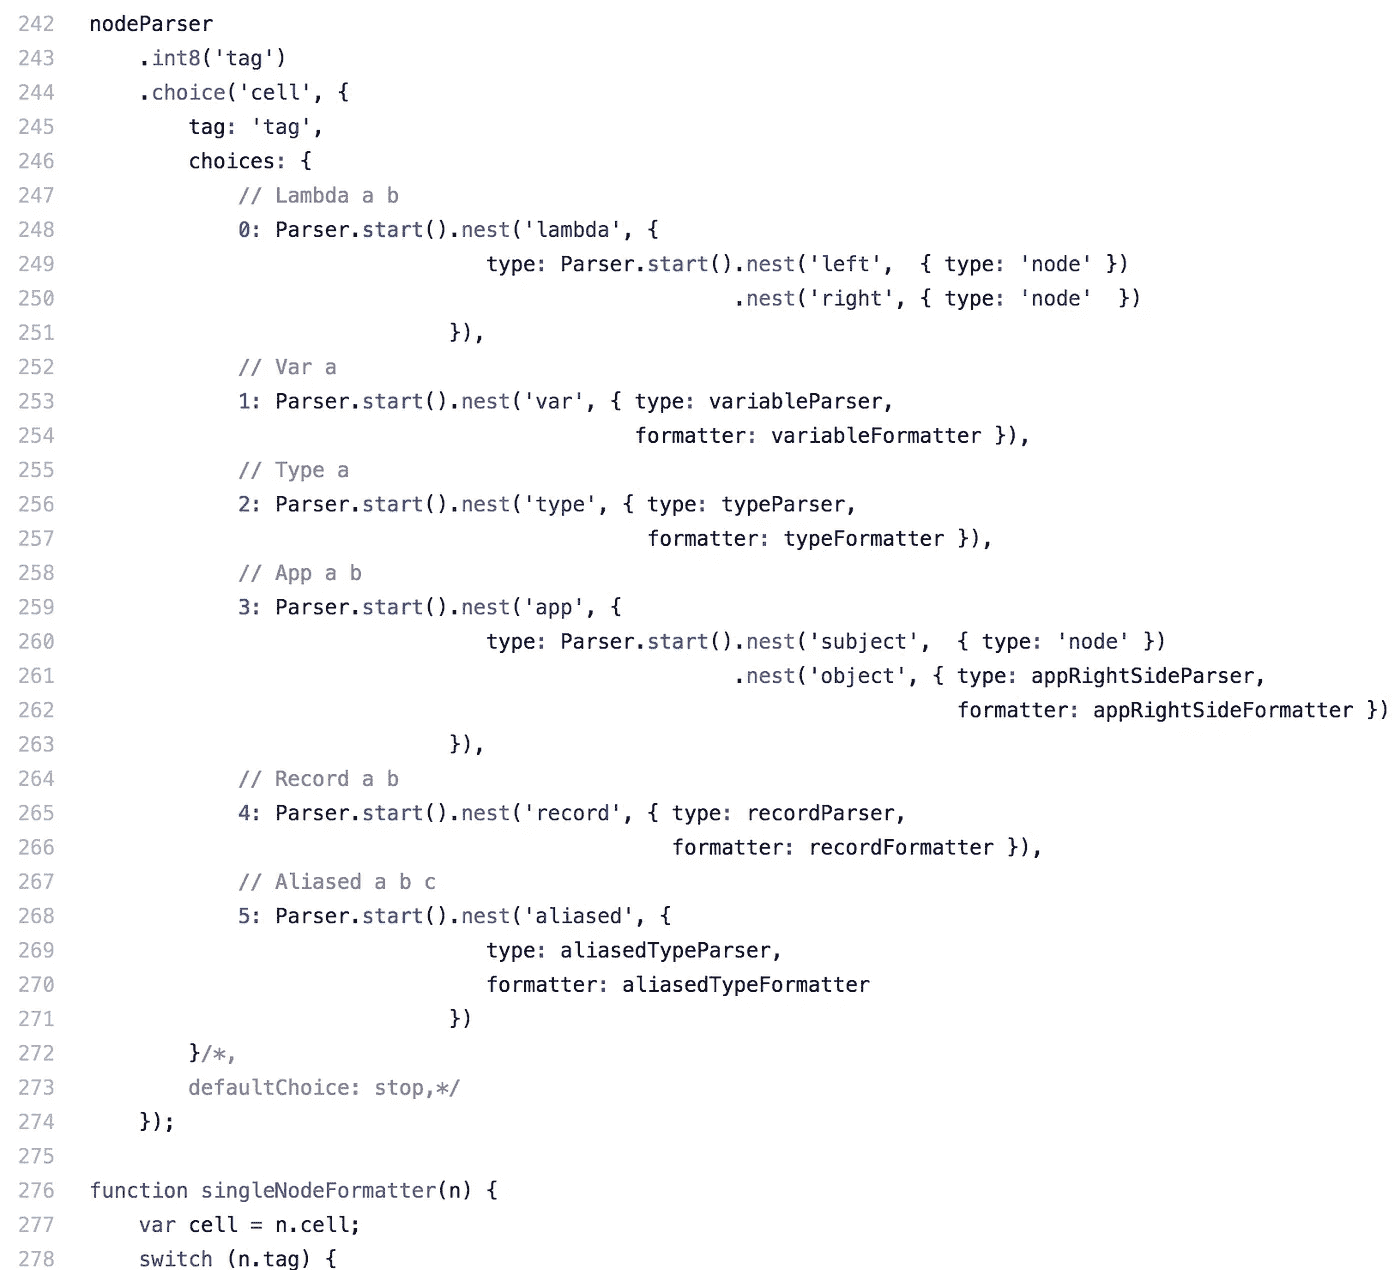 242 nodeParser
243     .int8('tag')
244     .choice('cell', {
245         tag: 'tag',
246         choices: {
247             // Lambda a b
248             0: Parser.start().nest('lambda', {
249                                 type: Parser.start().nest('left',  { type: 'node' })
250                                                     .nest('right', { type: 'node'  })
251                              }),
252             // Var a
253             1: Parser.start().nest('var', { type: variableParser,
254                                             formatter: variableFormatter }),
255             // Type a
256             2: Parser.start().nest('type', { type: typeParser,
257                                              formatter: typeFormatter }),
258             // App a b
259             3: Parser.start().nest('app', {
260                                 type: Parser.start().nest('subject',  { type: 'node' })
261                                                     .nest('object', { type: appRightSideParser,
262                                                                       formatter: appRightSideFormatter })
263                              }),
264             // Record a b
265             4: Parser.start().nest('record', { type: recordParser,
266                                                formatter: recordFormatter }),
267             // Aliased a b c
268             5: Parser.start().nest('aliased', {
269                                 type: aliasedTypeParser,
270                                 formatter: aliasedTypeFormatter
271                              })
272         }/*,
273         defaultChoice: stop,*/
274     });
275
276 function singleNodeFormatter(n) {
277     var cell = n.cell;
278     switch (n.tag) {